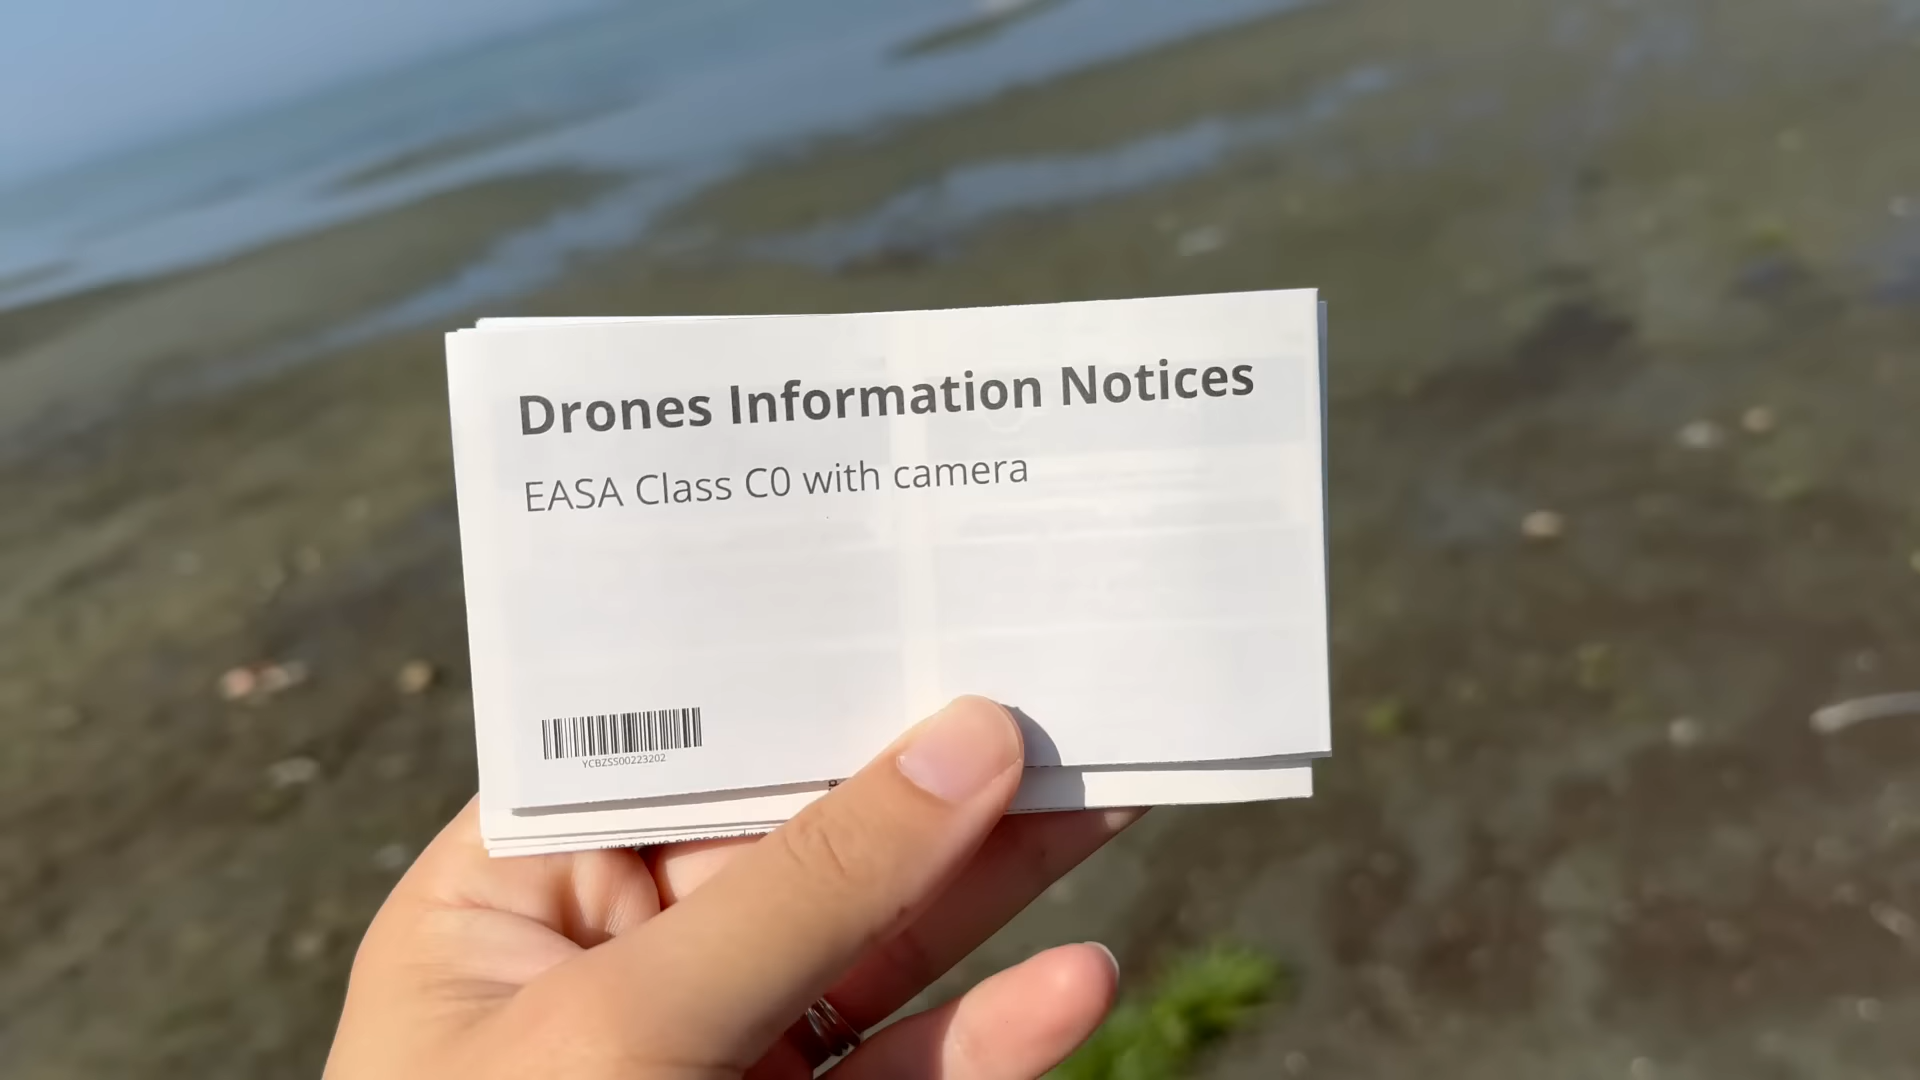 Drones Information Notices
EASA Class C0 with camera
YCBZSS00223202